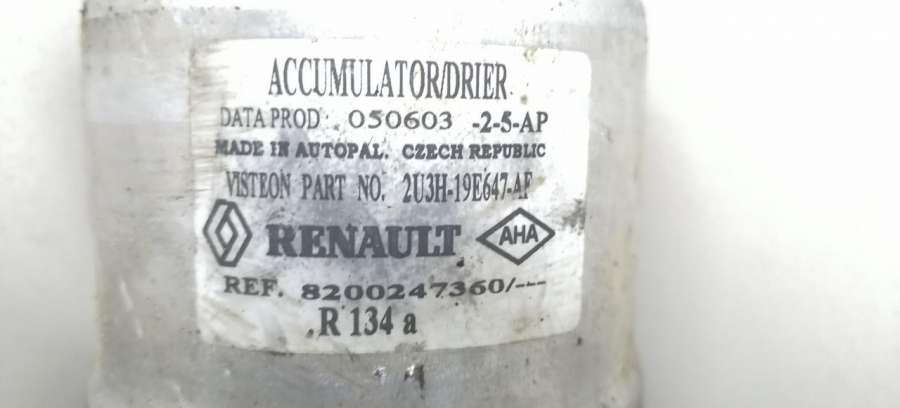 ACCUMULATOR/DRIER
DATA PROD: 050603 -2-5-AP
MADE IN AUTOPAL. CZECH REPUBLIC
VISTEON PART NO. 2U3H-19E647-AF
RENAULT AHA
REF. 8200247360/---
R 134 a